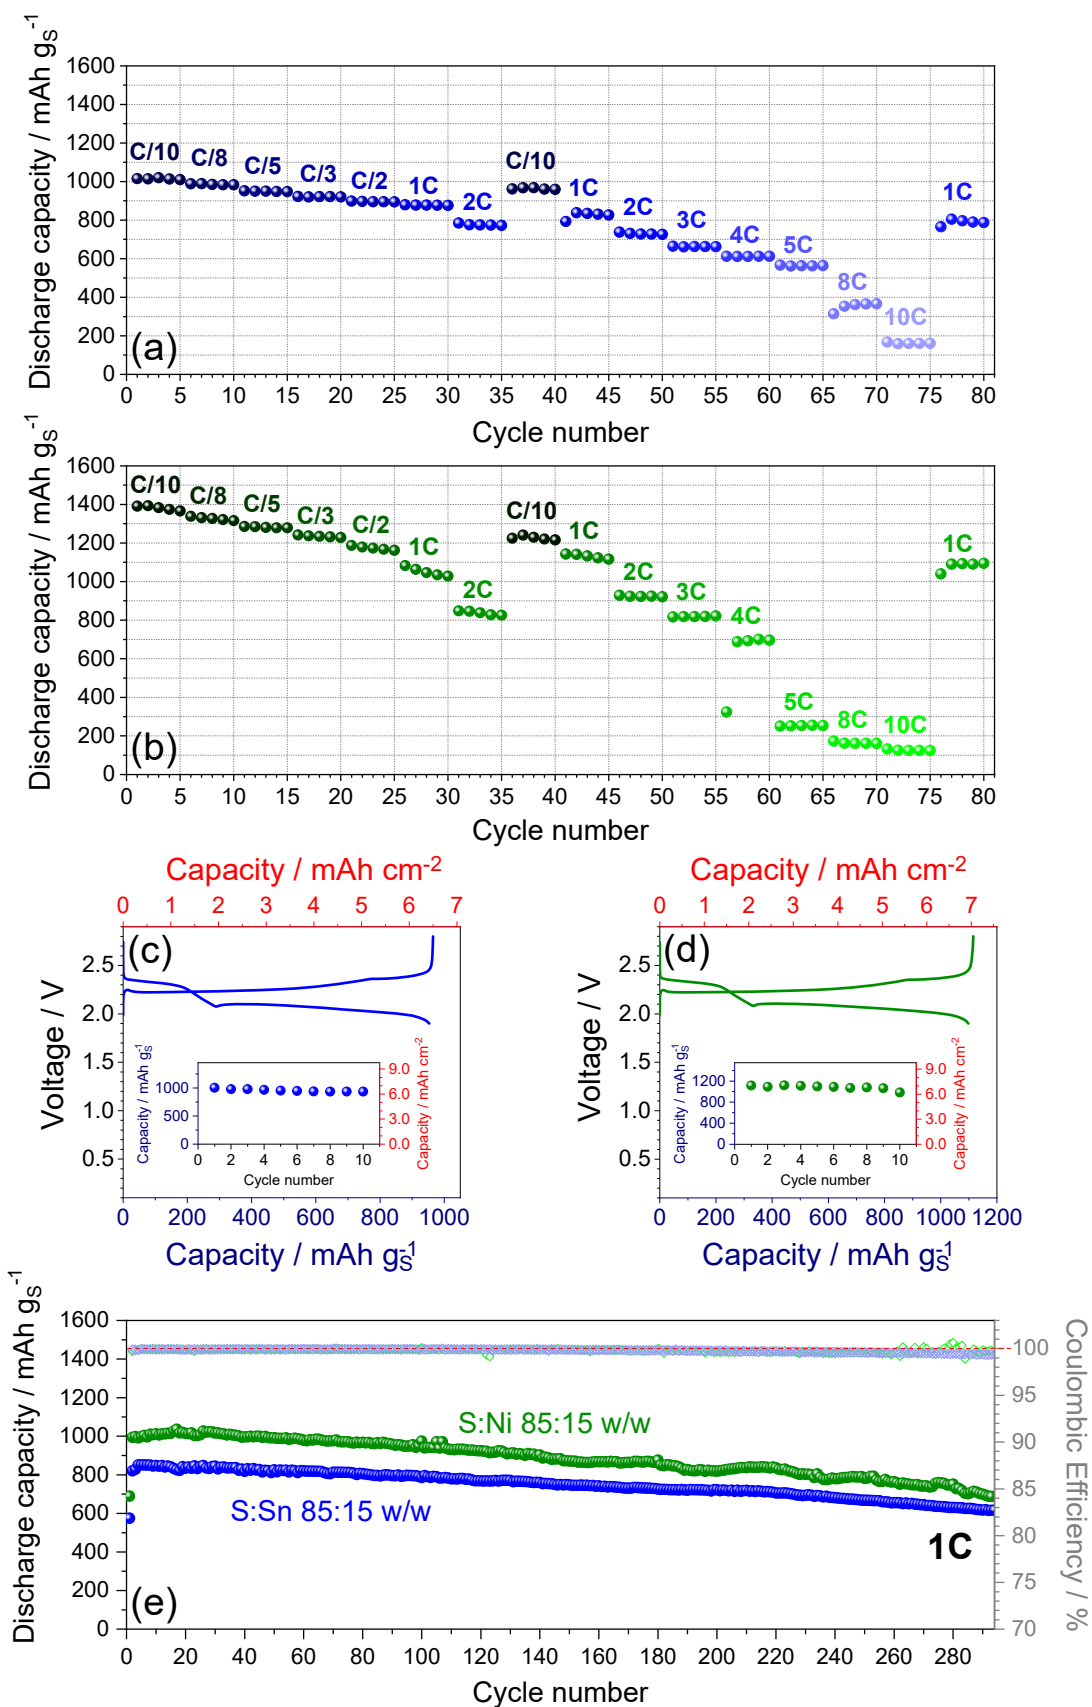 Discharge capacity / mAh gS-1
1600
1400
1200
1000
800
600
400
200
0
C/10 C/8 C/5 C/3 C/2 1C 2C C/10 1C 2C 3C 4C 5C 8C 10C 1C
(a)
0 5 10 15 20 25 30 35 40 45 50 55 60 65 70 75 80
Cycle number
Discharge capacity / mAh gS-1
1600
1400
1200
1000
800
600
400
200
0
C/10 C/8 C/5 C/3 C/2 1C 2C C/10 1C 2C 3C 4C 5C 8C 10C 1C
(b)
0 5 10 15 20 25 30 35 40 45 50 55 60 65 70 75 80
Cycle number
Capacity / mAh cm-2
0 1 2 3 4 5 6 7
(c)
Voltage / V
2.5
2.0
1.5
1.0
0.5
Capacity / mAh gS-1
1000
500
0
Capacity / mAh cm-2
9.0
6.0
3.0
0.0
0 2 4 6 8 10
Cycle number
0 200 400 600 800 1000
Capacity / mAh gS-1
Capacity / mAh cm-2
0 1 2 3 4 5 6 7
(d)
Voltage / V
2.5
2.0
1.5
1.0
0.5
Capacity / mAh gS-1
1200
800
400
0
Capacity / mAh cm-2
9.0
6.0
3.0
0.0
0 2 4 6 8 10
Cycle number
0 200 400 600 800 1000 1200
Capacity / mAh gS-1
Discharge capacity / mAh gS-1
1600
1400
1200
1000
800
600
400
200
0
S:Ni 85:15 w/w
S:Sn 85:15 w/w
1C
(e)
100
95
90
85
80
75
70
Coulombic Efficiency / %
0 20 40 60 80 100 120 140 160 180 200 220 240 260 280
Cycle number